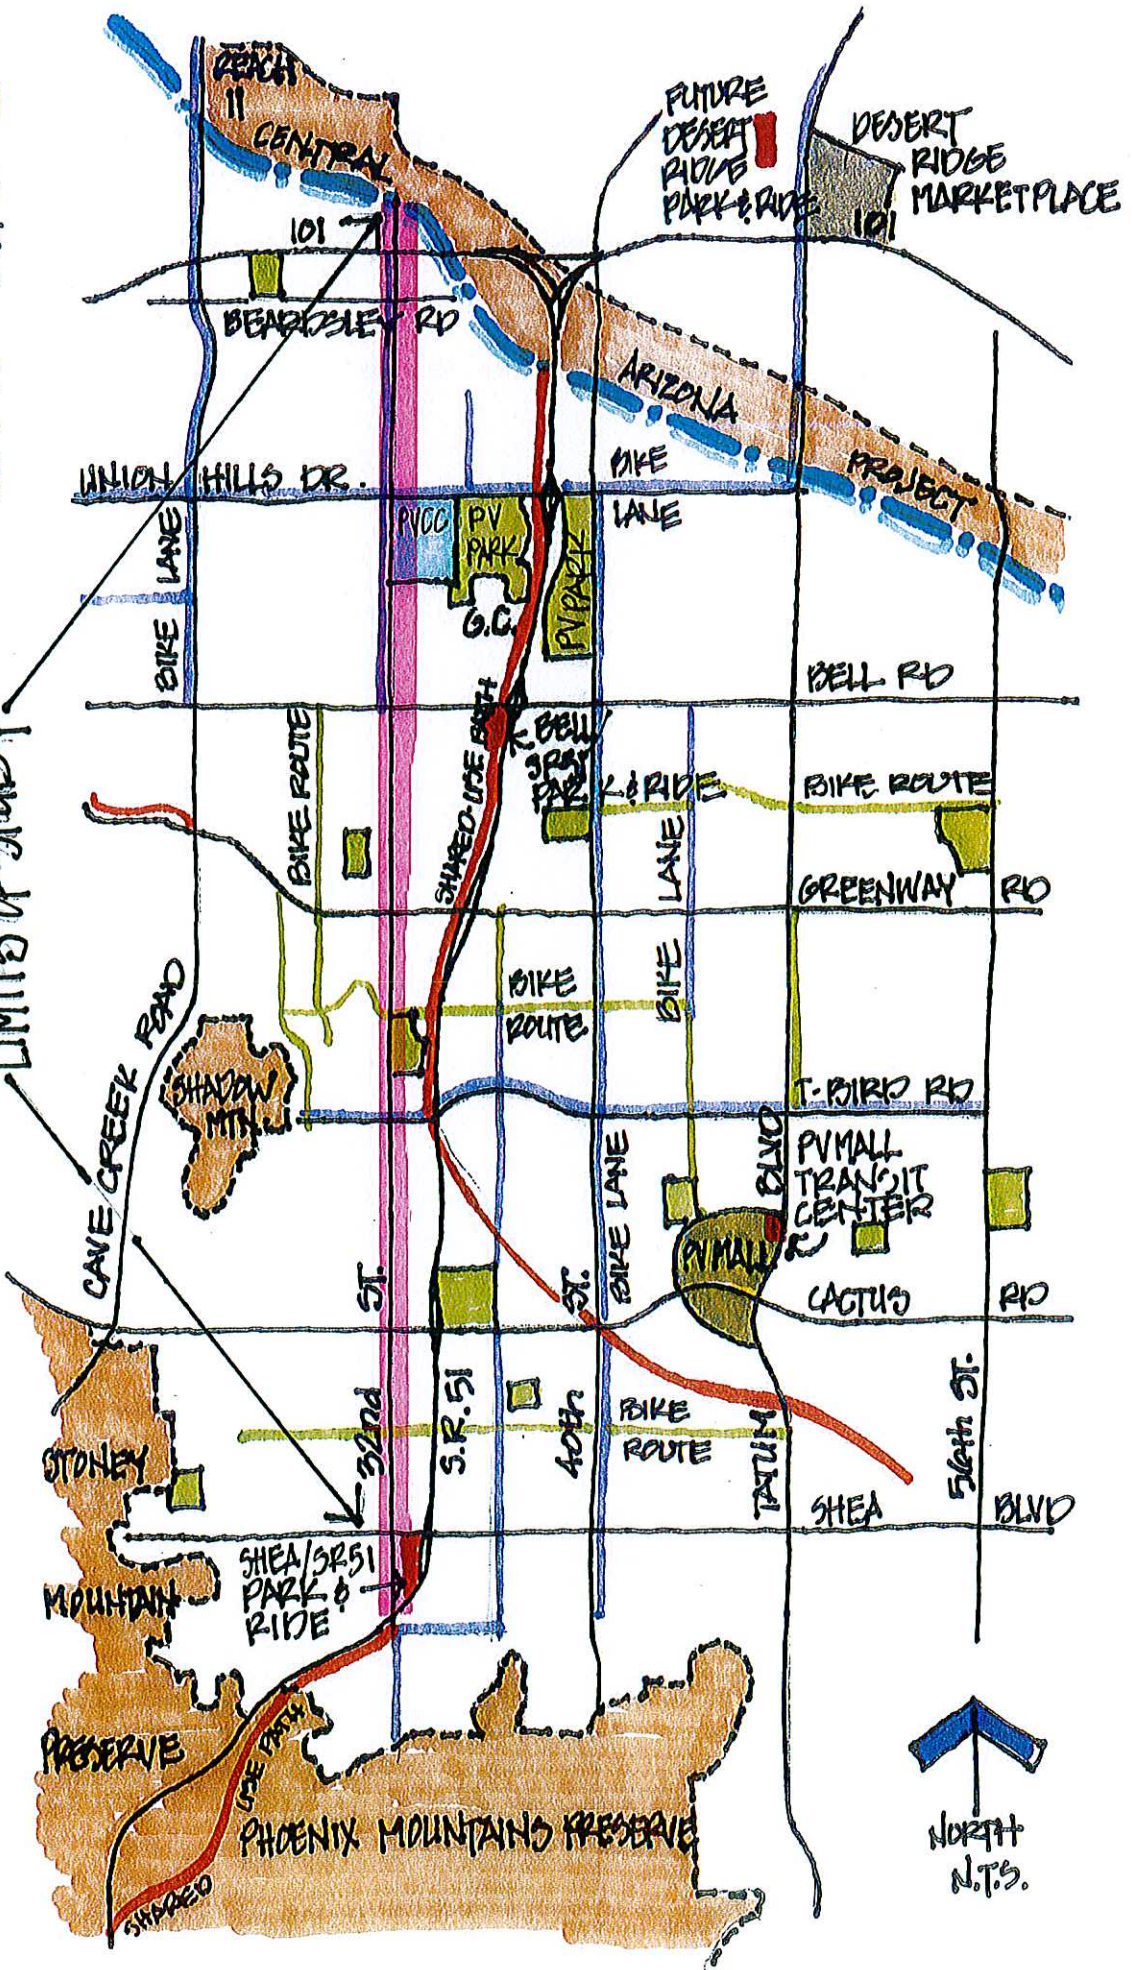 REACH
11
CENTRAL
FUTURE
DESERT
RIDGE
PARK & RIDE
DESERT
RIDGE
MARKETPLACE
101
101
BEARDSLEY RD
ARIZONA
PROJECT
UNION HILLS DR.
BIKE
LANE
PVCC
PV
PARK
G.C.
PV PARK
BIKE LANE
BELL RD
SHARED-USE PATH
BELL/
SR51
PARK & RIDE
BIKE ROUTE
BIKE ROUTE
BIKE LANE
GREENWAY RD
LIMITS OF STUDY
BIKE
ROUTE
CAVE CREEK ROAD
SHADOW
MTN.
T-BIRD RD
BLVD
PV MALL
TRANSIT
CENTER
PV MALL
BIKE LANE
ST.
ST.
CACTUS RD
32nd
S.R. 51
40th
BIKE
ROUTE
TATUM
56th ST.
STONEY
SHEA BLVD
SHEA/SR51
PARK &
RIDE
MOUNTAIN
PRESERVE
SHARED USE PATH
PHOENIX MOUNTAINS PRESERVE
NORTH
N.T.S.